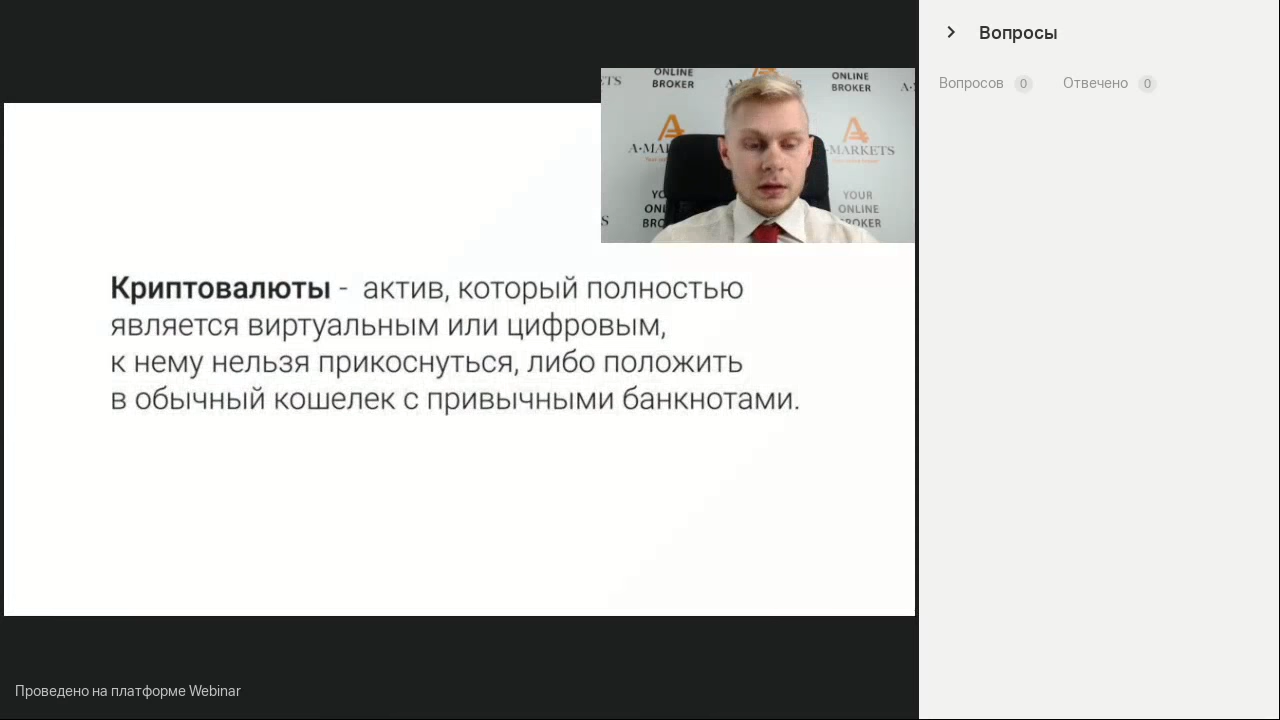 Вопросы
Вопросов 0 Отвечено 0
ETS
ONLINE
BROKER
ONLINE
BROKER
MARKETS
YOUR
ONLINE
BROKER
Криптовалюты - актив, который полностью
является виртуальным или цифровым,
к нему нельзя прикоснуться, либо положить
в обычный кошелек с привычными банкнотами.
Проведено на платформе Webinar